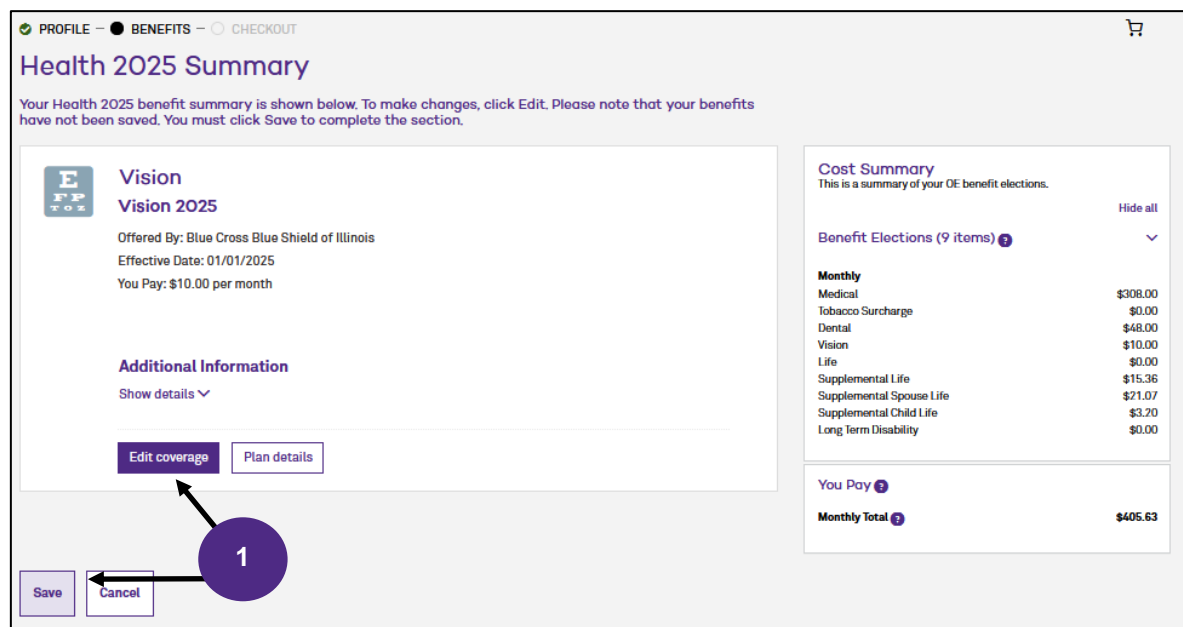 PROFILE – BENEFITS – CHECKOUT
Health 2025 Summary
Your Health 2025 benefit summary is shown below. To make changes, click Edit. Please note that your benefits
have not been saved. You must click Save to complete the section.
E
F P
T O Z
Vision
Vision 2025
Offered By: Blue Cross Blue Shield of Illinois
Effective Date: 01/01/2025
You Pay: $10.00 per month
Additional Information
Show details
Edit coverage Plan details
1
Save Cancel
Cost Summary
This is a summary of your OE benefit elections.
Hide all
Benefit Elections (9 items) ?
Monthly
Medical $308.00
Tobacco Surcharge $0.00
Dental $48.00
Vision $10.00
Life $0.00
Supplemental Life $15.36
Supplemental Spouse Life $21.07
Supplemental Child Life $3.20
Long Term Disability $0.00
You Pay ?
Monthly Total ? $405.63